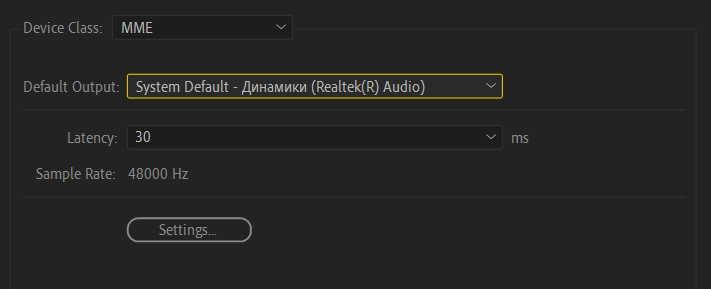 Device Class: MME
Default Output: System Default - Динамики (Realtek(R) Audio)
Latency: 30 ms
Sample Rate: 48000 Hz
Settings...